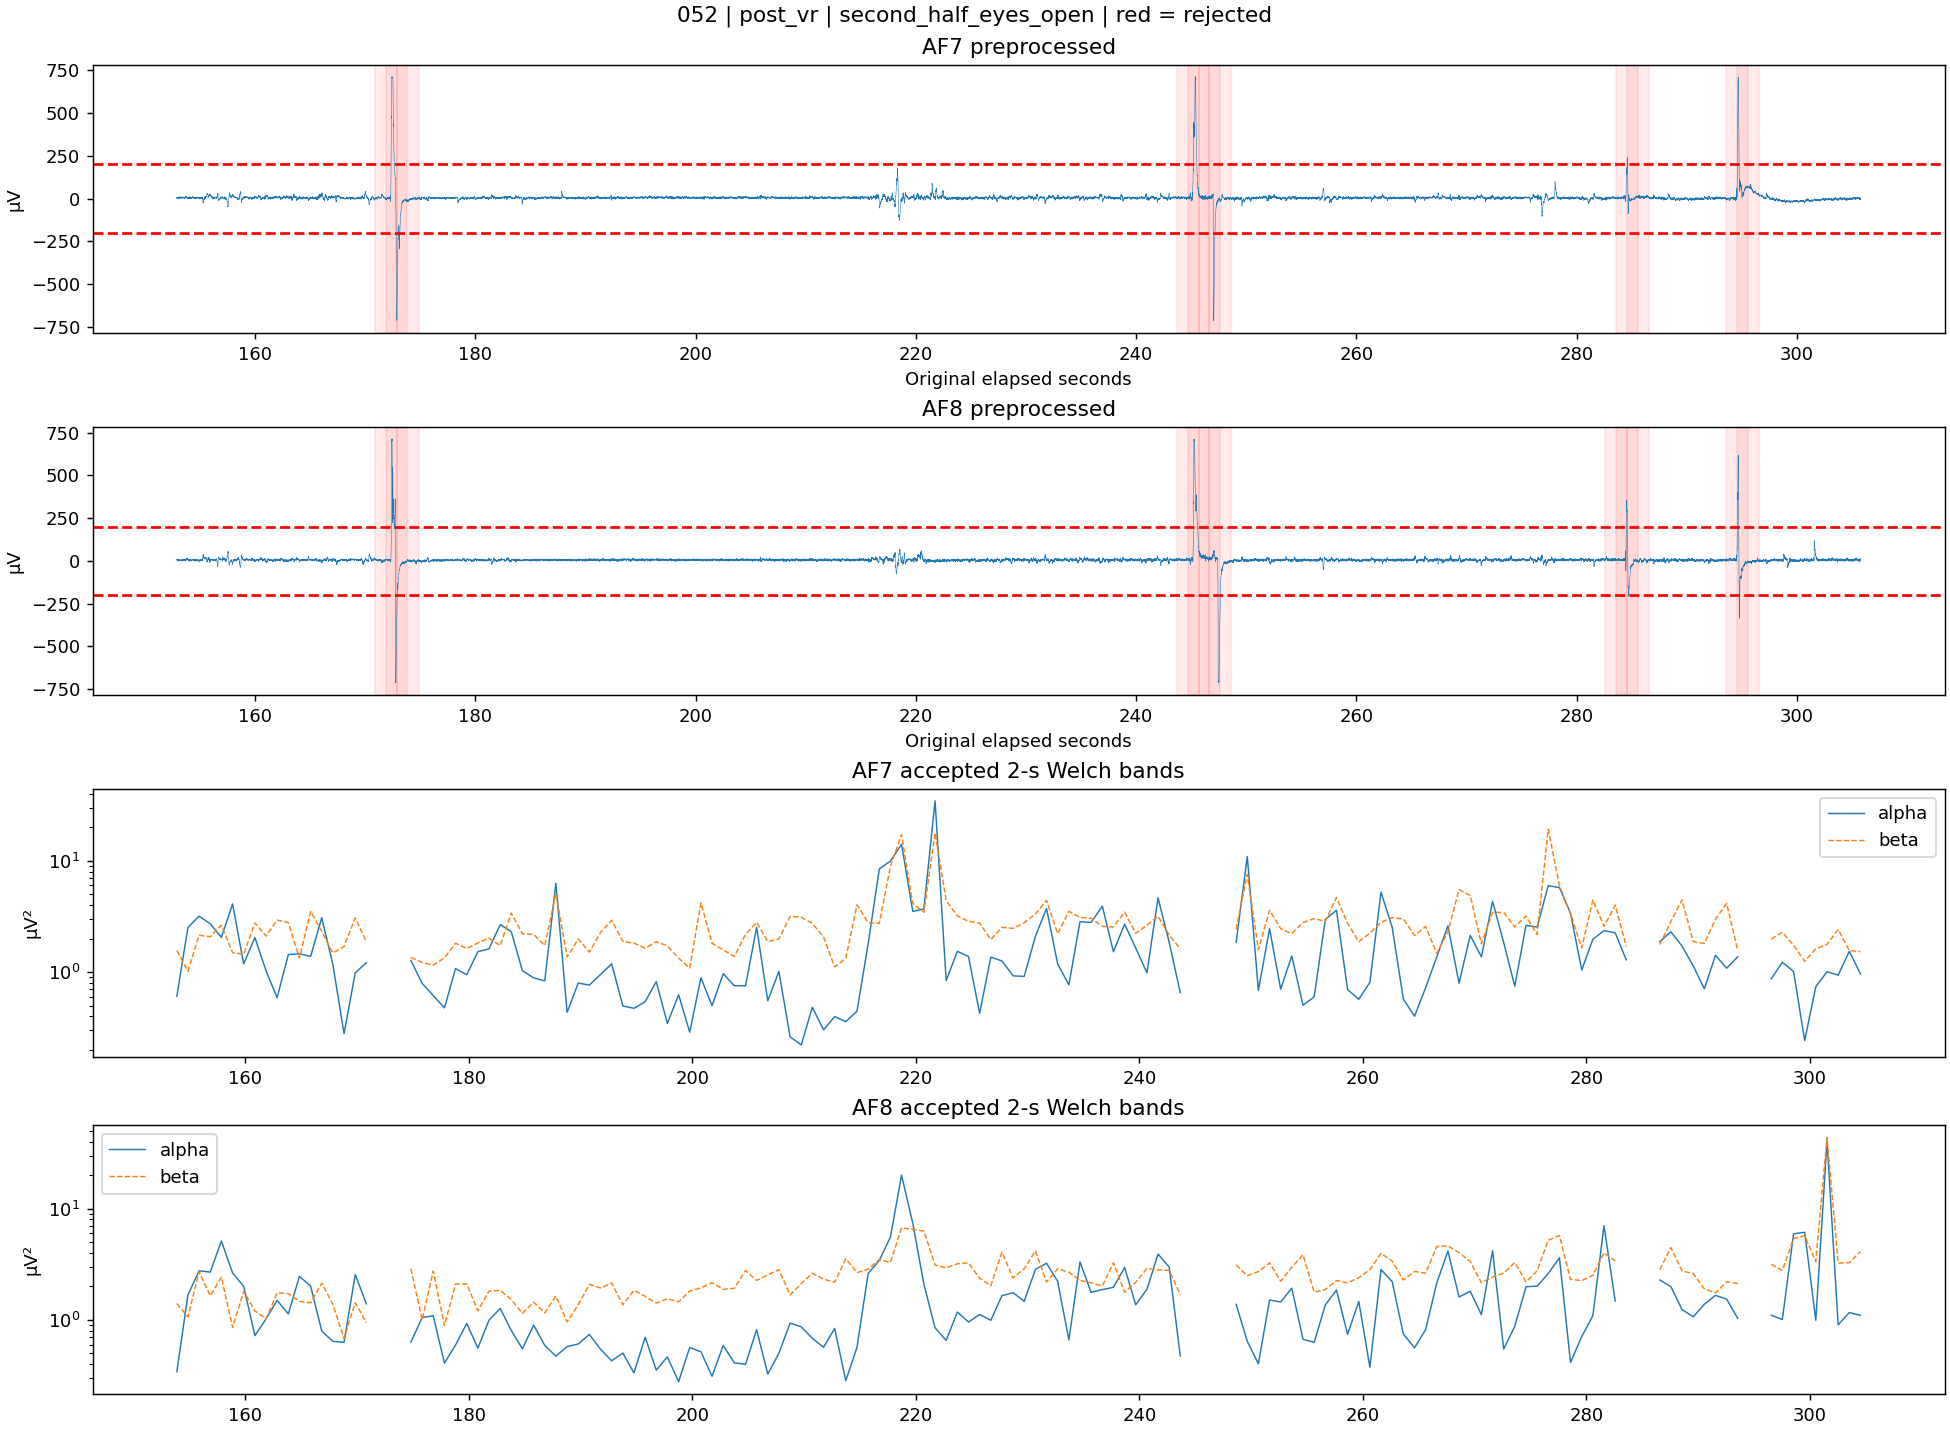 052 | post_vr | second_half_eyes_open | red = rejected
AF7 preprocessed
750
500
250
0
−250
−500
−750
µV
160 180 200 220 240 260 280 300
Original elapsed seconds
AF8 preprocessed
750
500
250
0
−250
−500
−750
µV
160 180 200 220 240 260 280 300
Original elapsed seconds
AF7 accepted 2-s Welch bands
10¹
10⁰
µV²
alpha
beta
160 180 200 220 240 260 280 300
AF8 accepted 2-s Welch bands
alpha
beta
10¹
10⁰
µV²
160 180 200 220 240 260 280 300